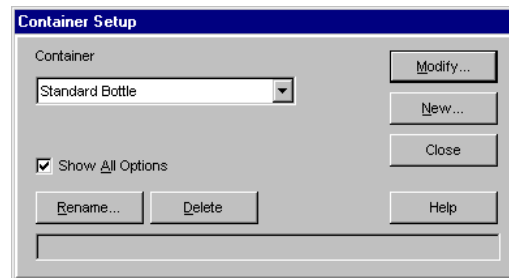 Container Setup
Container
Standard Bottle
Modify...
New...
Close
Show All Options
Rename...
Delete
Help